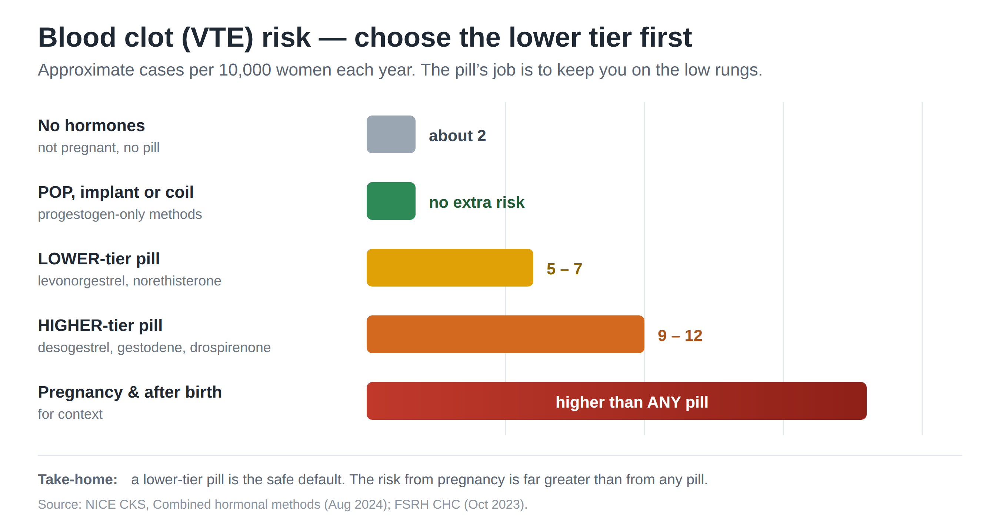 Blood clot (VTE) risk — choose the lower tier first
Approximate cases per 10,000 women each year. The pill’s job is to keep you on the low rungs.
No hormones
not pregnant, no pill
about 2
POP, implant or coil
progestogen-only methods
no extra risk
LOWER-tier pill
levonorgestrel, norethisterone
5 – 7
HIGHER-tier pill
desogestrel, gestodene, drospirenone
9 – 12
Pregnancy & after birth
for context
higher than ANY pill
Take-home: a lower-tier pill is the safe default. The risk from pregnancy is far greater than from any pill.
Source: NICE CKS, Combined hormonal methods (Aug 2024); FSRH CHC (Oct 2023).